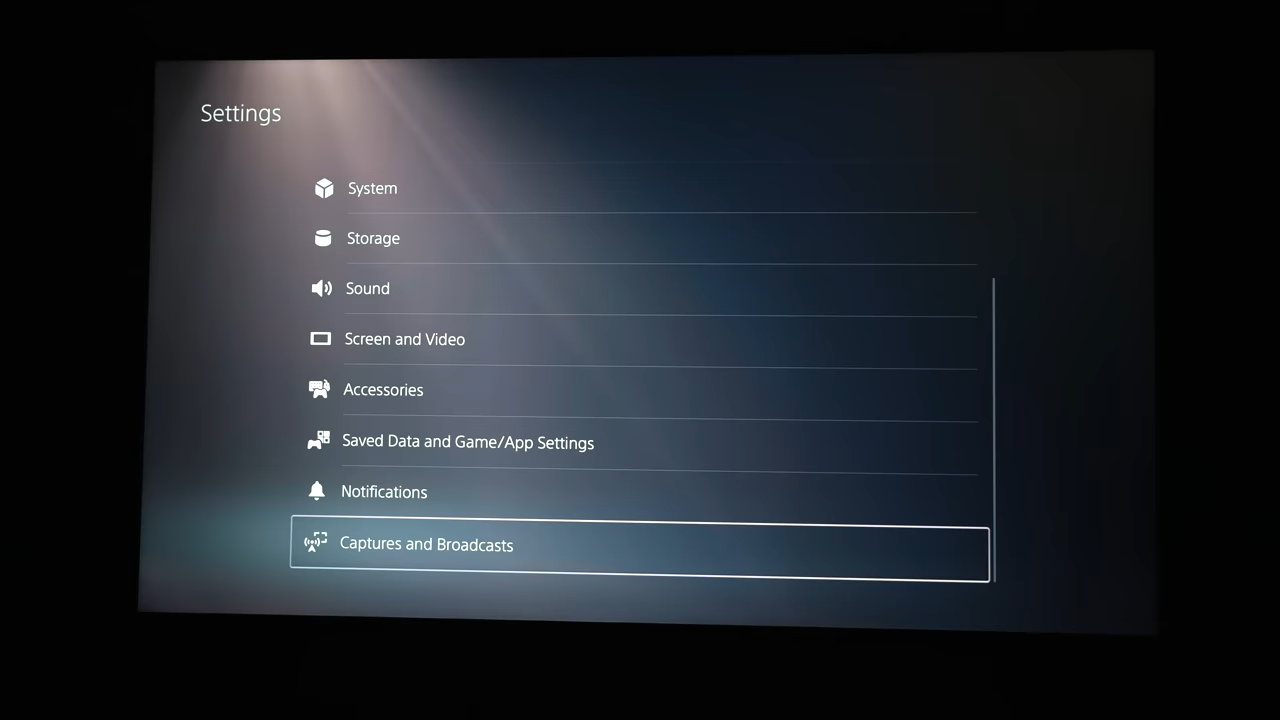 Settings
System
Storage
Sound
Screen and Video
Accessories
Saved Data and Game/App Settings
Notifications
Captures and Broadcasts